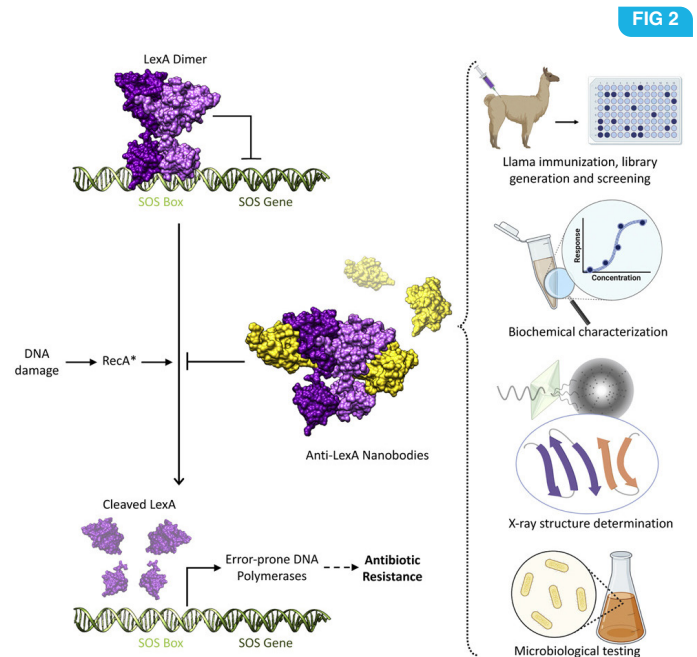 FIG 2
LexA Dimer
SOS Box
SOS Gene
DNA
damage
RecA*
Anti-LexA Nanobodies
Cleaved LexA
Error-prone DNA
Polymerases
Antibiotic
Resistance
SOS Box
SOS Gene
Llama immunization, library
generation and screening
Response
Concentration
Biochemical characterization
X-ray structure determination
Microbiological testing